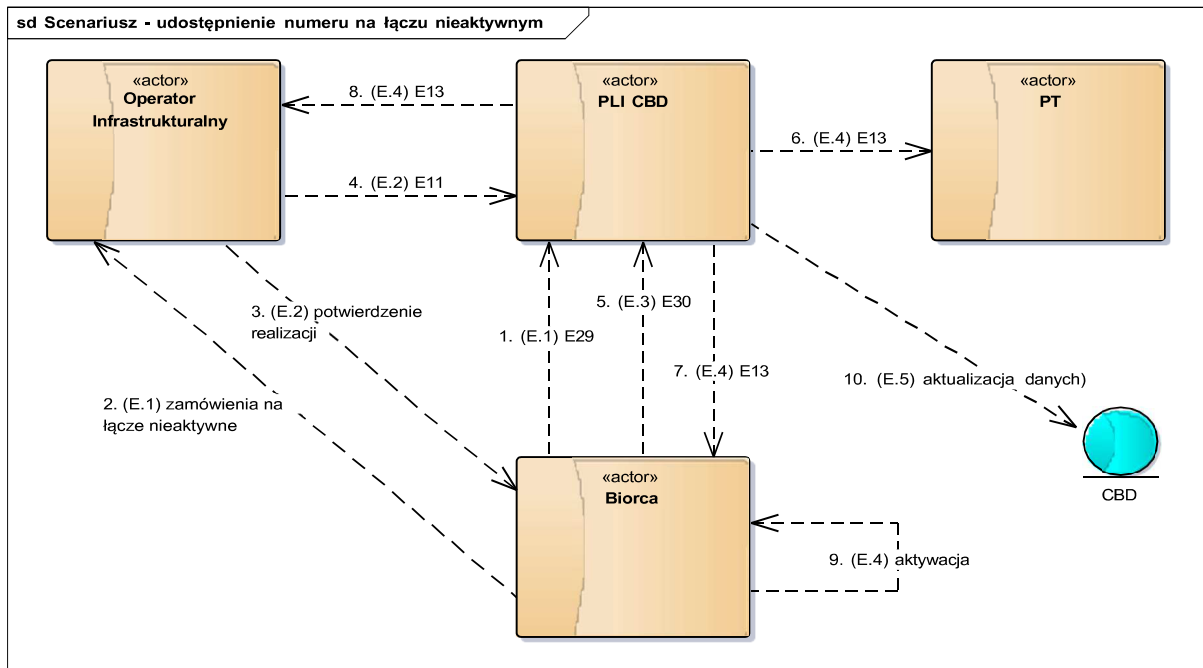 sd Scenariusz - udostępnienie numeru na łączu nieaktywnym
«actor»
Operator
Infrastrukturalny
8. (E.4) E13
«actor»
PLI CBD
«actor»
PT
6. (E.4) E13
4. (E.2) E11
3. (E.2) potwierdzenie
realizacji
5. (E.3) E30
1. (E.1) E29
7. (E.4) E13
10. (E.5) aktualizacja danych)
2. (E.1) zamówienia na
łącze nieaktywne
«actor»
Biorca
CBD
9. (E.4) aktywacja